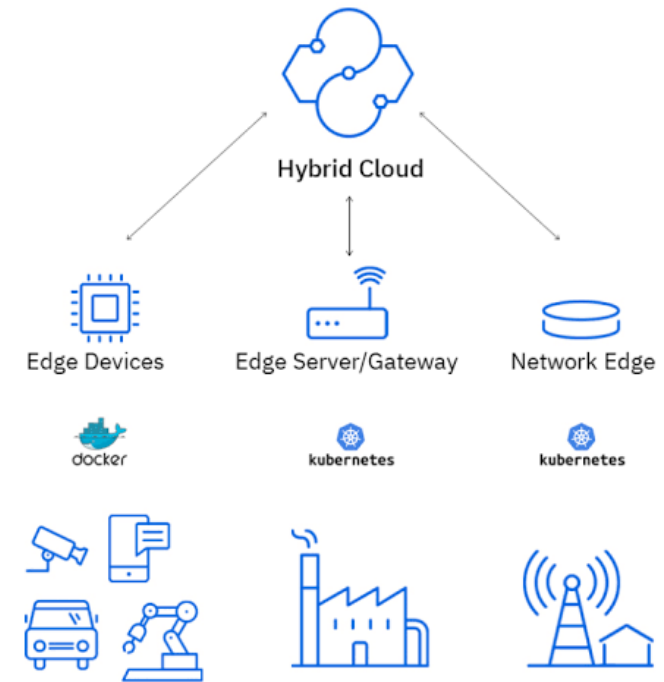 Hybrid Cloud
Edge Devices
Edge Server/Gateway
Network Edge
docker
kubernetes
kubernetes